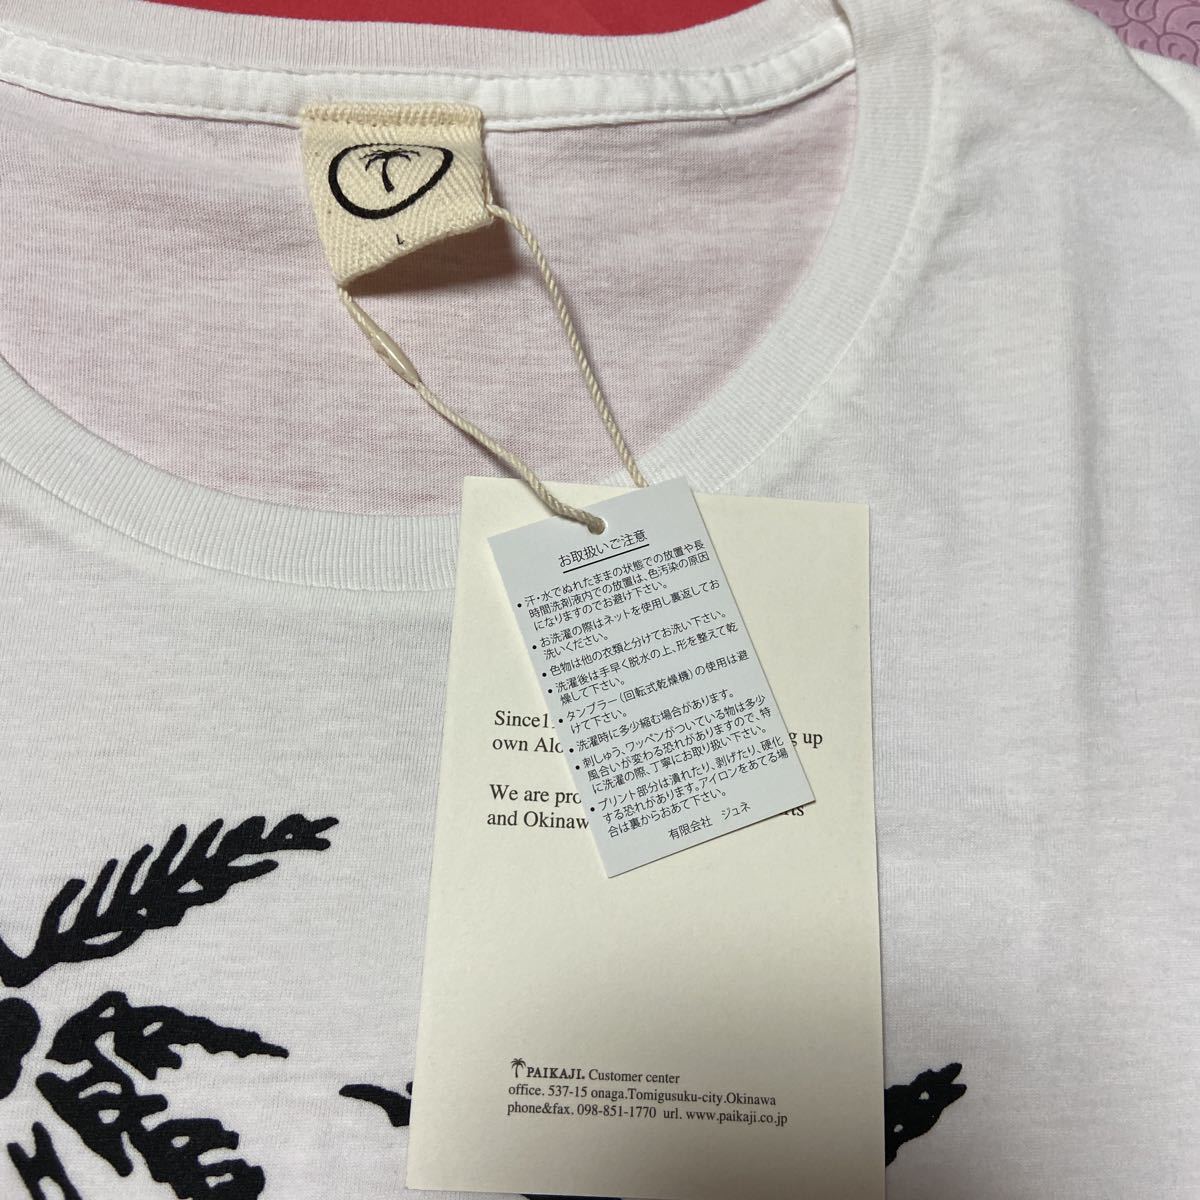 L
お取扱いご注意
• 汗・水でぬれたままの状態での放置や長
時間洗剤液内での放置は、色汚染の原因
になりますのでお避け下さい。
• お洗濯の際はネットを使用し裏返してお
洗いください。
• 色物は他の衣類と分けてお洗い下さい。
• 洗濯後は手早く脱水の上、形を整えて乾
燥して下さい。
• タンブラー(回転式乾燥機)の使用は避
けて下さい。
• 洗濯時に多少縮む場合があります。
• 刺しゅう、ワッペンがついている物は多少
風合いが変わる恐れがありますので、特
に洗濯の際、丁寧にお取り扱い下さい。
• プリント部分は潰れたり、剥げたり、硬化
する恐れがあります。アイロンをあてる場
合は裏からおあて下さい。
有限会社 ジュネ
Since1
own Alo
up
We are pro
and Okinaw
PAIKAJI. Customer center
office. 537-15 onaga.Tomigusuku-city.Okinawa
phone&fax. 098-851-1770 url. www.paikaji.co.jp